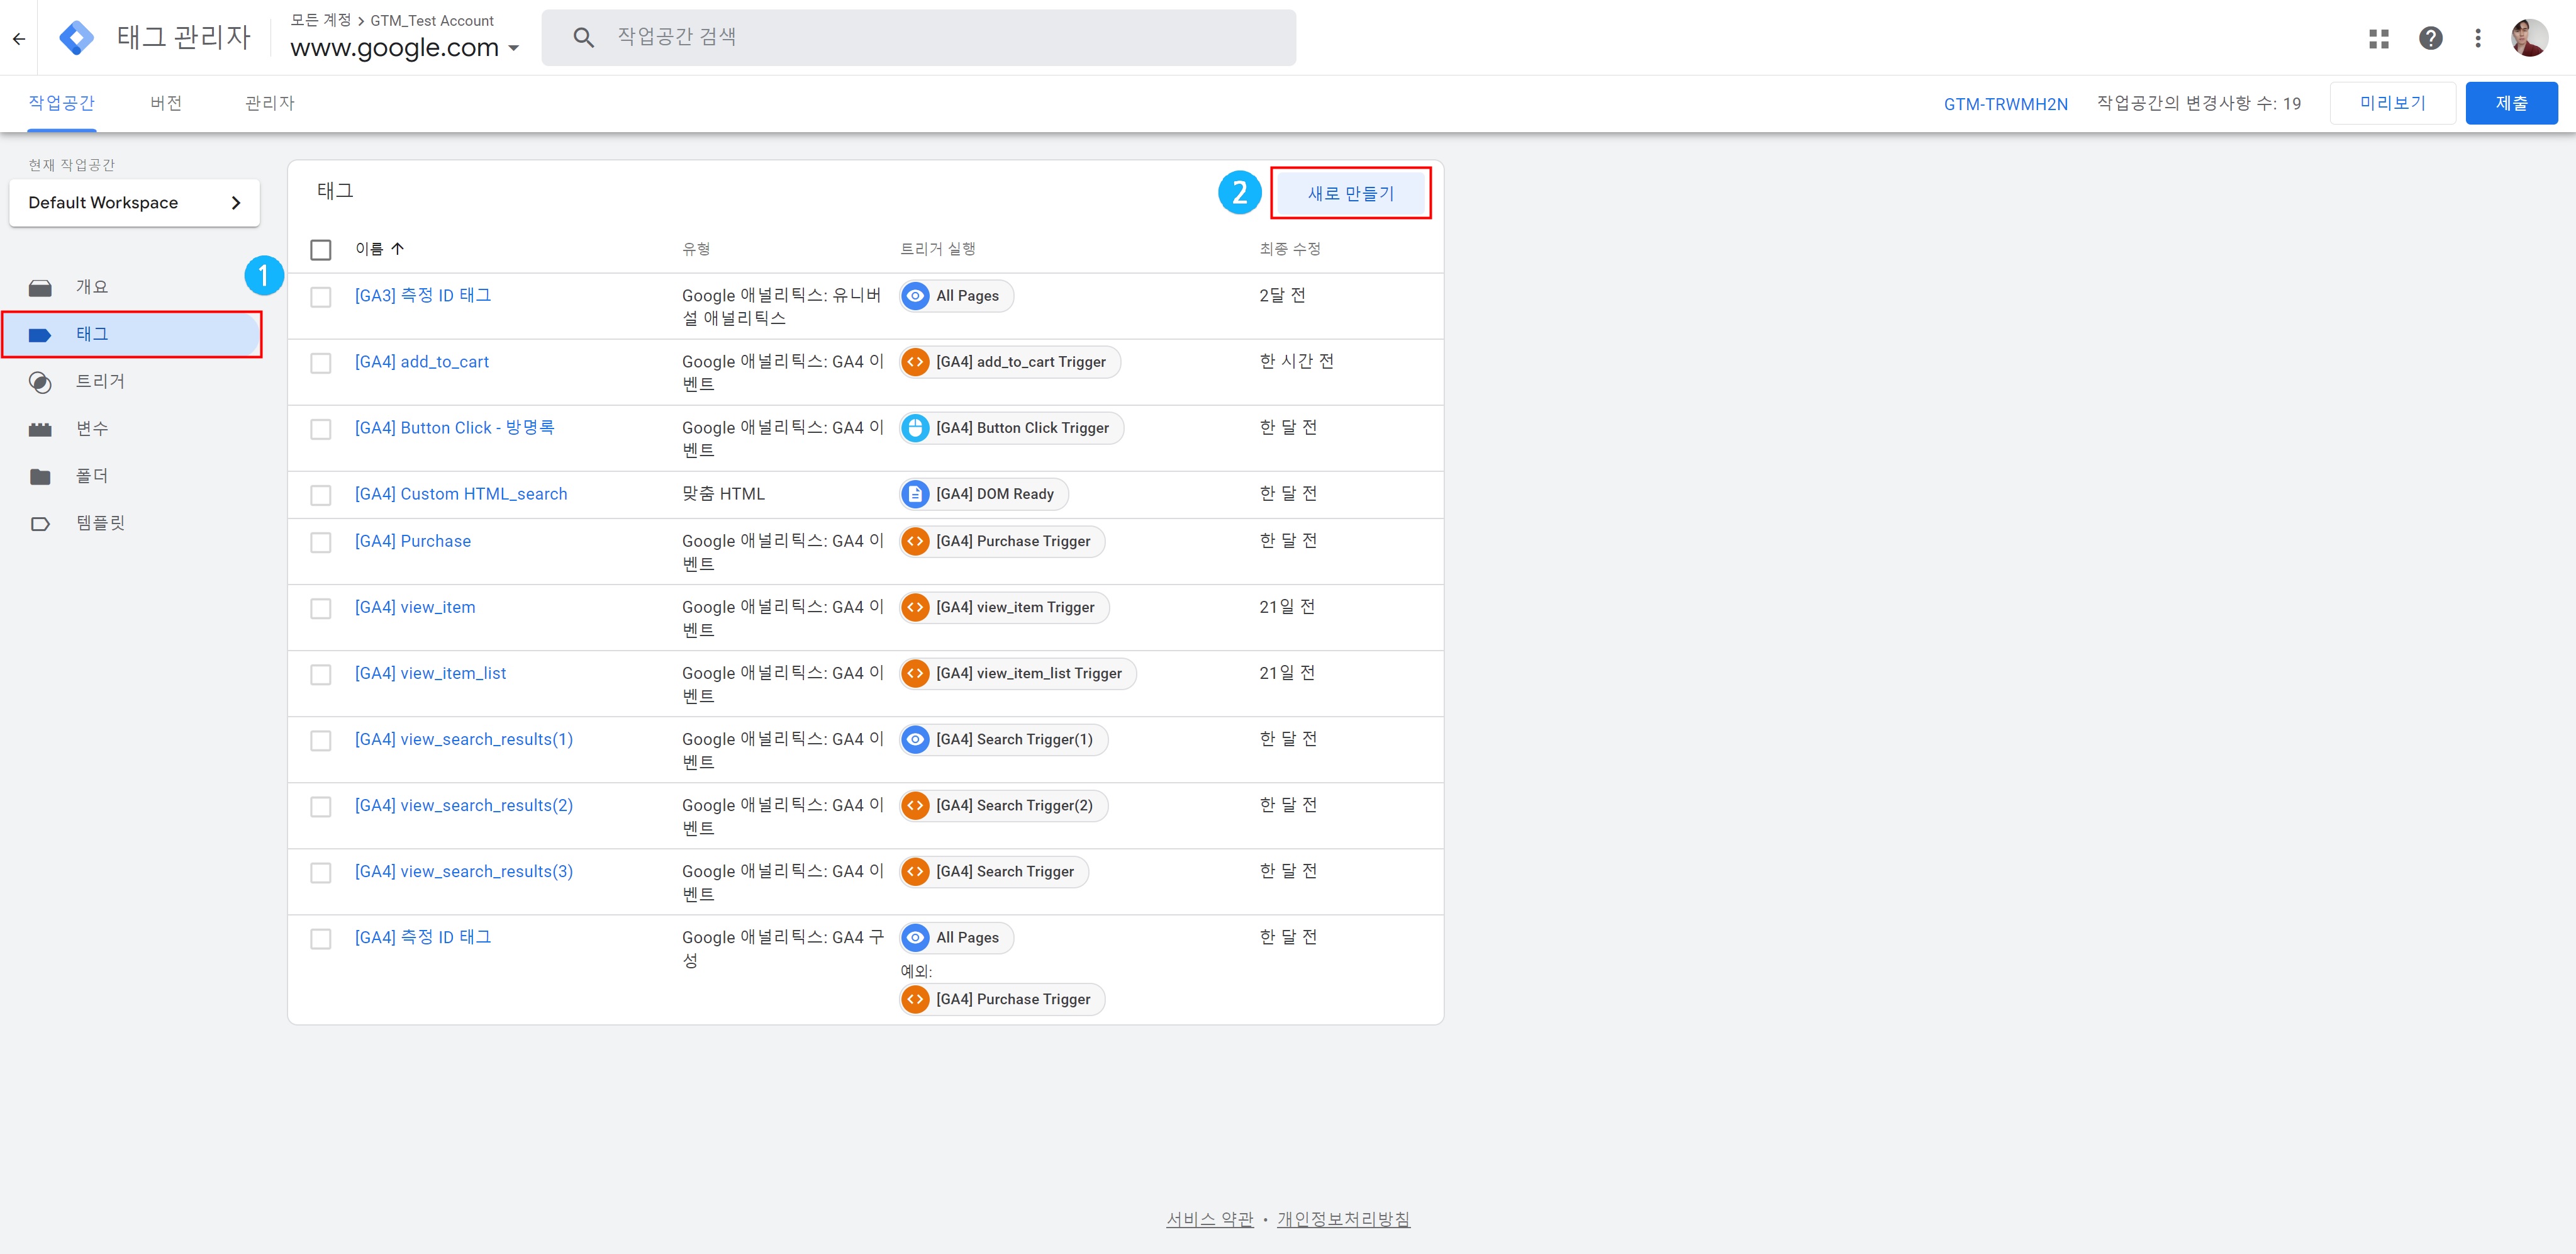 모든 계정 > GTM_Test Account
태그 관리자
www.google.com
작업공간 검색
작업공간
버전
관리자
GTM-TRWMH2N
작업공간의 변경사항 수: 19
미리보기
제출
현재 작업공간
Default Workspace
1
개요
태그
트리거
변수
폴더
템플릿
태그
2
새로 만들기
이름
유형
트리거 실행
최종 수정
[GA3] 측정 ID 태그
Google 애널리틱스: 유니버
설 애널리틱스
All Pages
2달 전
[GA4] add_to_cart
Google 애널리틱스: GA4 이
벤트
[GA4] add_to_cart Trigger
한 시간 전
[GA4] Button Click - 방명록
Google 애널리틱스: GA4 이
벤트
[GA4] Button Click Trigger
한 달 전
[GA4] Custom HTML_search
맞춤 HTML
[GA4] DOM Ready
한 달 전
[GA4] Purchase
Google 애널리틱스: GA4 이
벤트
[GA4] Purchase Trigger
한 달 전
[GA4] view_item
Google 애널리틱스: GA4 이
벤트
[GA4] view_item Trigger
21일 전
[GA4] view_item_list
Google 애널리틱스: GA4 이
벤트
[GA4] view_item_list Trigger
21일 전
[GA4] view_search_results(1)
Google 애널리틱스: GA4 이
벤트
[GA4] Search Trigger(1)
한 달 전
[GA4] view_search_results(2)
Google 애널리틱스: GA4 이
벤트
[GA4] Search Trigger(2)
한 달 전
[GA4] view_search_results(3)
Google 애널리틱스: GA4 이
벤트
[GA4] Search Trigger
한 달 전
[GA4] 측정 ID 태그
Google 애널리틱스: GA4 구
성
All Pages
예외:
[GA4] Purchase Trigger
한 달 전
서비스 약관 • 개인정보처리방침